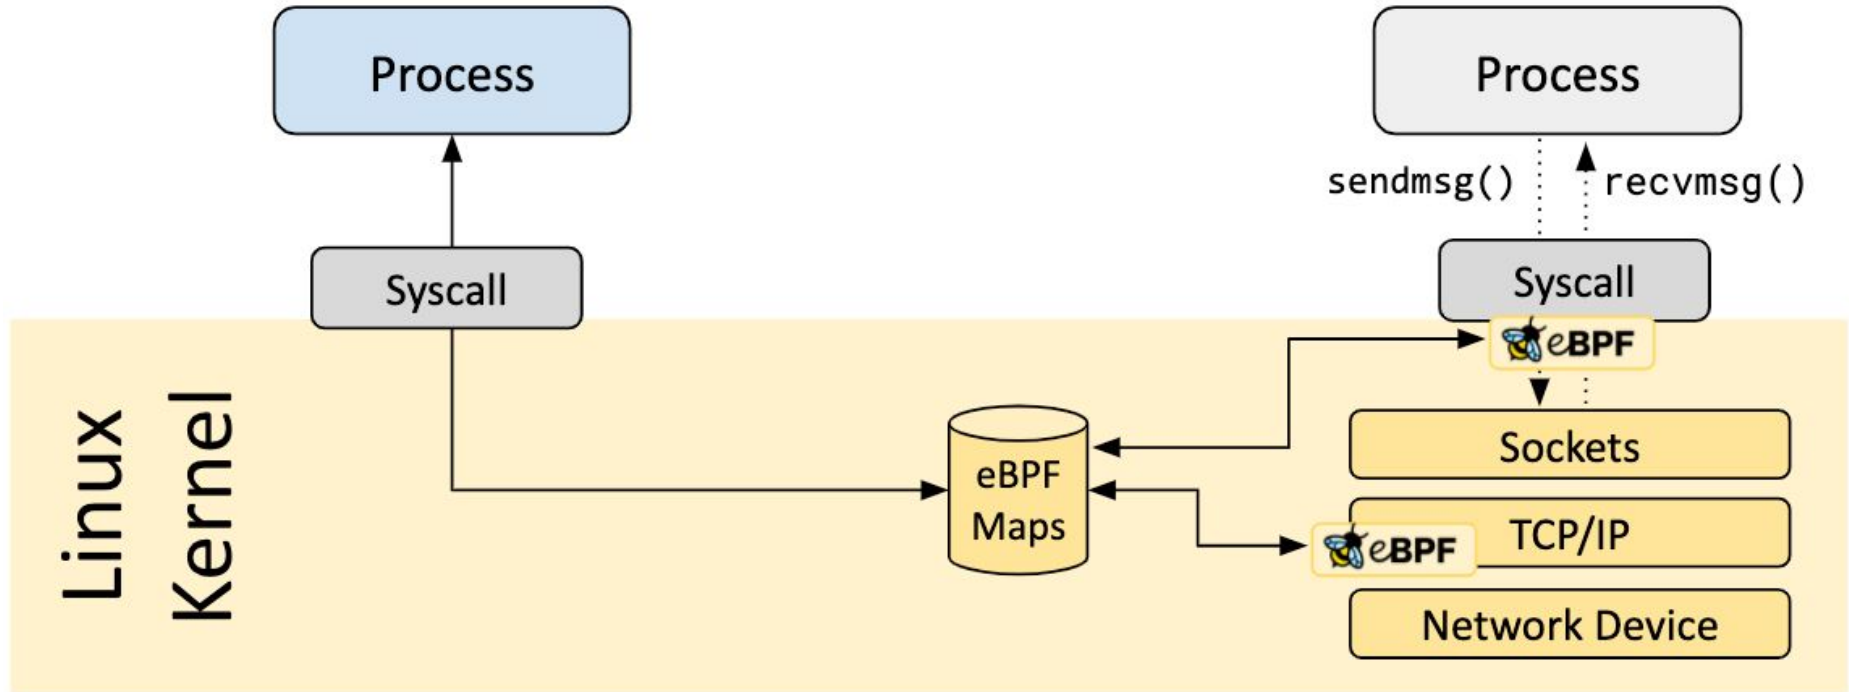 Process
Process
sendmsg()
recvmsg()
Syscall
Syscall
eBPF
Linux
Kernel
Sockets
eBPF
Maps
TCP/IP
eBPF
Network Device